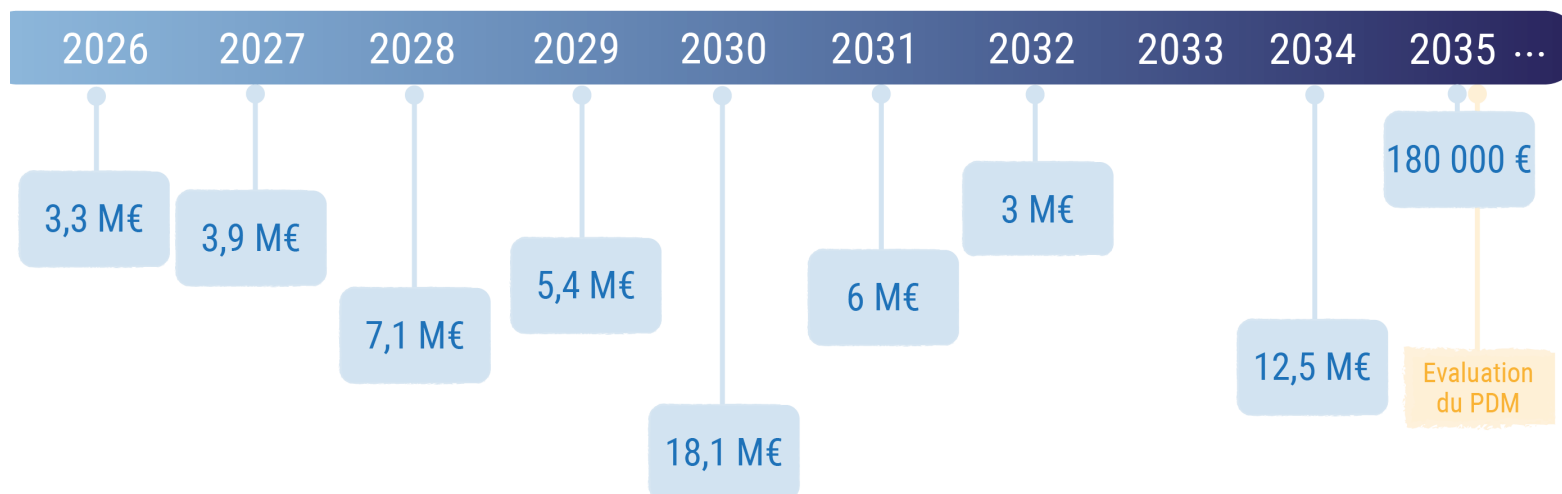 2026 2027 2028 2029 2030 2031 2032 2033 2034 2035 ...
3,3 M€
3,9 M€
7,1 M€
5,4 M€
18,1 M€
6 M€
3 M€
12,5 M€
180 000 €
Evaluation
du PDM